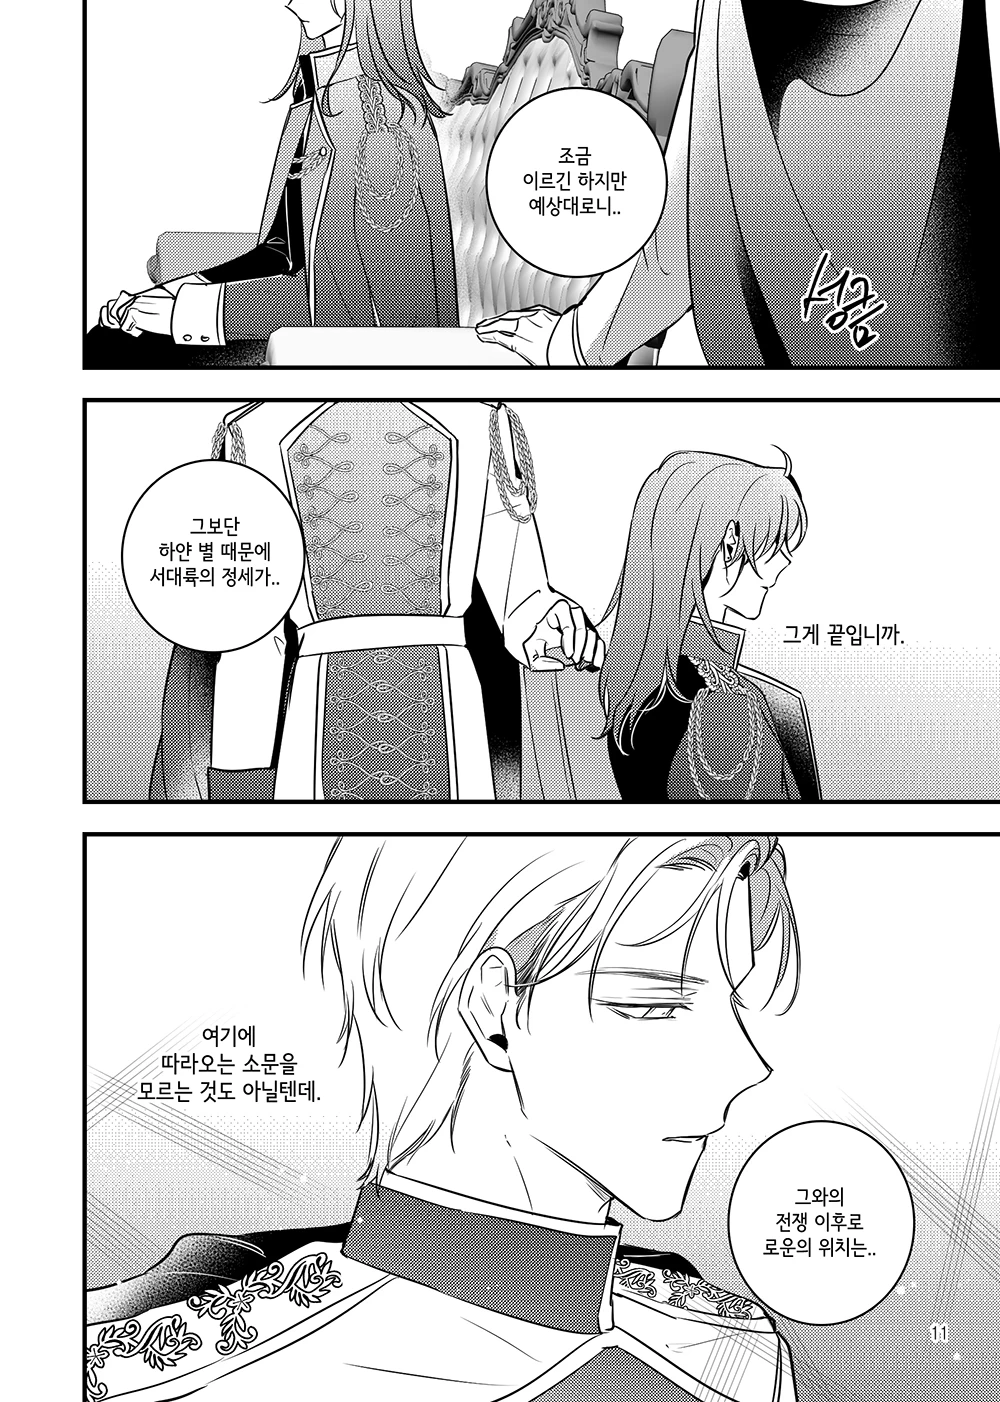 조금
이르긴 하지만
예상대로니..
성큼
그보단
하얀 별 때문에
서대륙의 정세가..
그게 끝입니까.
여기에
따라오는 소문을
모르는 것도 아닐텐데.
그와의
전쟁 이후로
로운의 위치는..
11